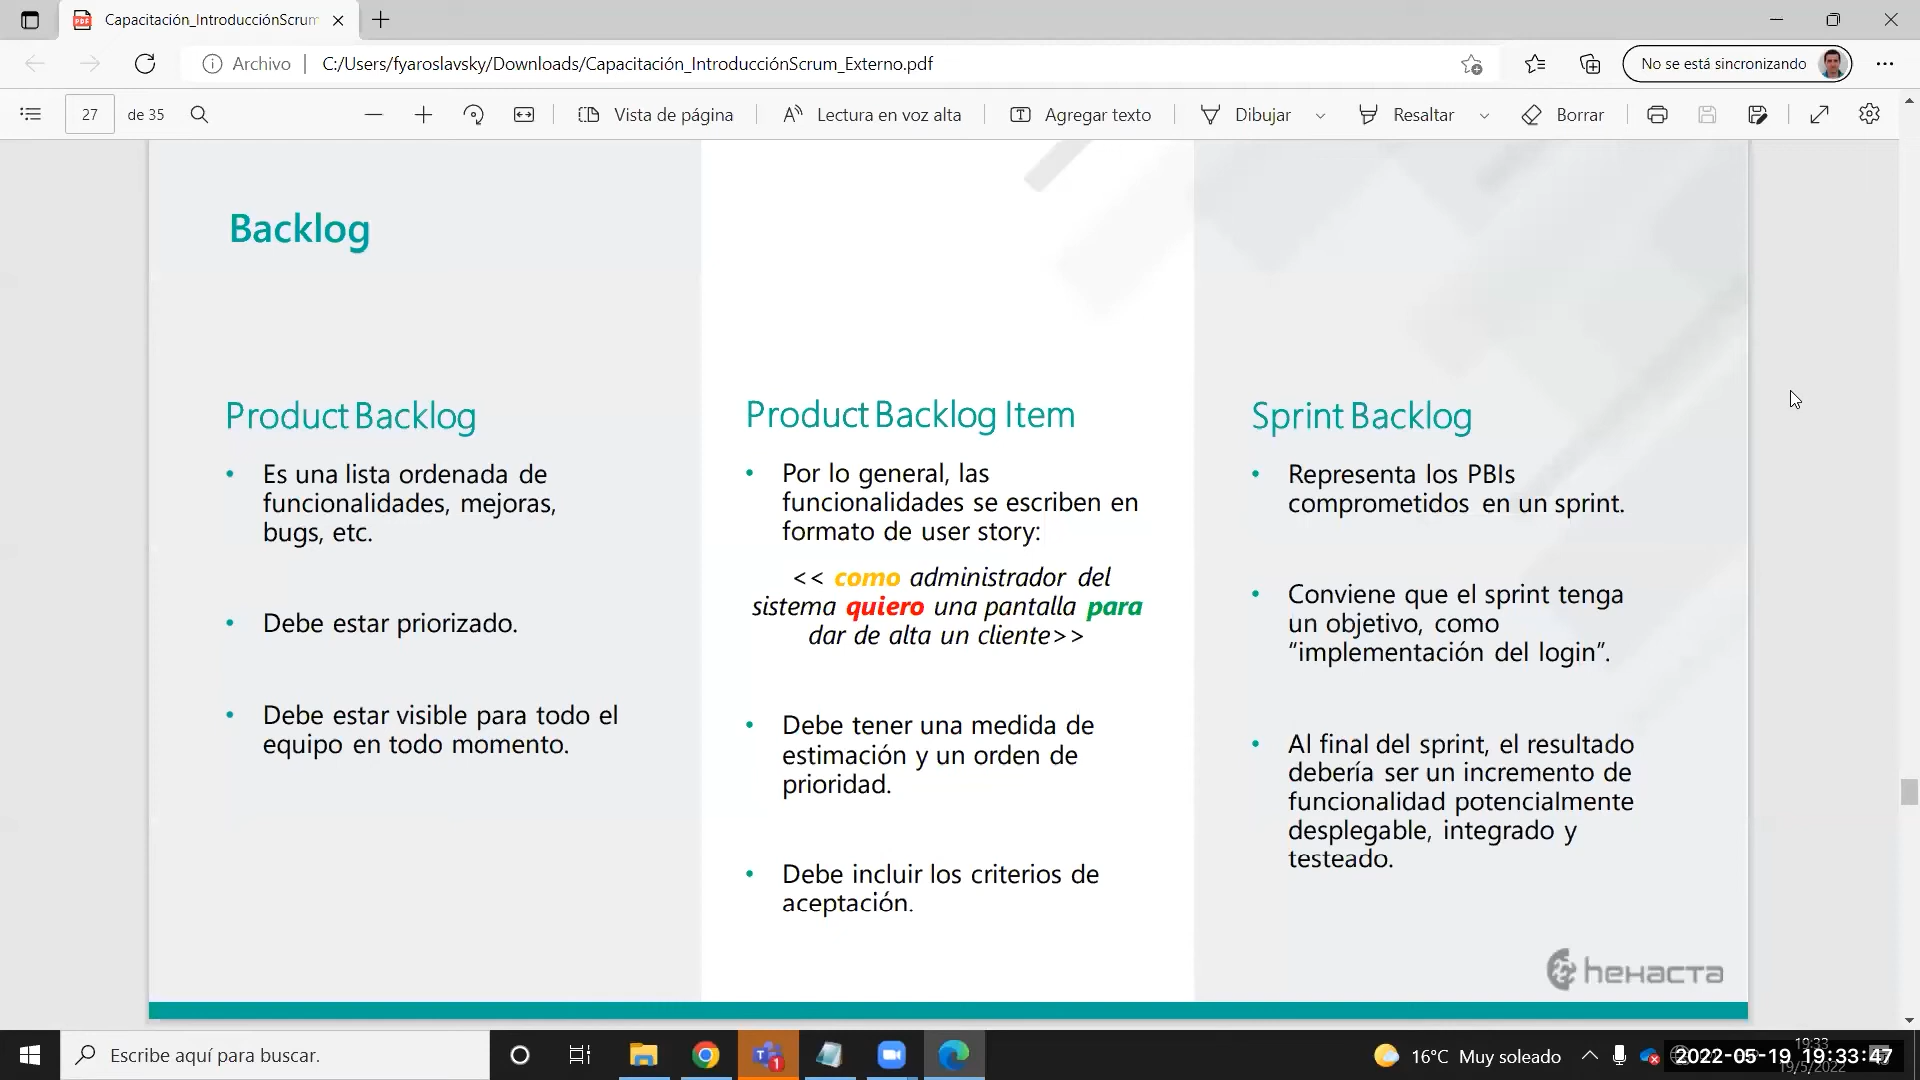 Capacitación_IntroducciónScrum
Archivo
C:/Users/fyaroslavsky/Downloads/Capacitación_IntroducciónScrum_Externo.pdf
No se está sincronizando
27 de 35
Vista de página
Lectura en voz alta
Agregar texto
Dibujar
Resaltar
Borrar
Backlog
Product Backlog
• Es una lista ordenada de
funcionalidades, mejoras,
bugs, etc.
• Debe estar priorizado.
• Debe estar visible para todo el
equipo en todo momento.
Product Backlog Item
• Por lo general, las
funcionalidades se escriben en
formato de user story:
<< como administrador del
sistema quiero una pantalla para
dar de alta un cliente>>
• Debe tener una medida de
estimación y un orden de
prioridad.
• Debe incluir los criterios de
aceptación.
Sprint Backlog
• Representa los PBIs
comprometidos en un sprint.
• Conviene que el sprint tenga
un objetivo, como
“implementación del login”.
• Al final del sprint, el resultado
debería ser un incremento de
funcionalidad potencialmente
desplegable, integrado y
testeado.
нехаста
Escribe aquí para buscar.
16°C Muy soleado
19:33
2022-05-19 19:33:47
19/5/2022